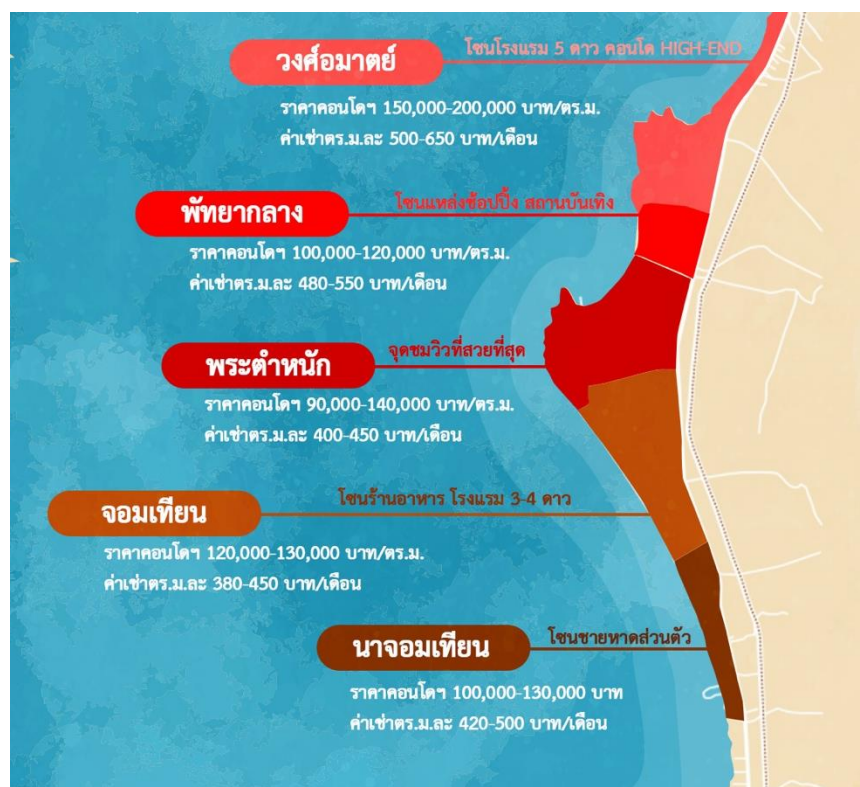 วงศ์อมาตย์
โซนโรงแรม 5 ดาว คอนโด HIGH-END
ราคาคอนโดฯ 150,000-200,000 บาท/ตร.ม.
ค่าเช่าตร.ม.ละ 500-650 บาท/เดือน
พัทยากลาง
โซนแหล่งช้อปปิ้ง สถานบันเทิง
ราคาคอนโดฯ 100,000-120,000 บาท/ตร.ม.
ค่าเช่าตร.ม.ละ 480-550 บาท/เดือน
พระตำหนัก
จุดชมวิวที่สวยที่สุด
ราคาคอนโดฯ 90,000-140,000 บาท/ตร.ม.
ค่าเช่าตร.ม.ละ 400-450 บาท/เดือน
จอมเทียน
โซนร้านอาหาร โรงแรม 3-4 ดาว
ราคาคอนโดฯ 120,000-130,000 บาท/ตร.ม.
ค่าเช่าตร.ม.ละ 380-450 บาท/เดือน
นาจอมเทียน
โซนชายหาดส่วนตัว
ราคาคอนโดฯ 100,000-130,000 บาท
ค่าเช่าตร.ม.ละ 420-500 บาท/เดือน